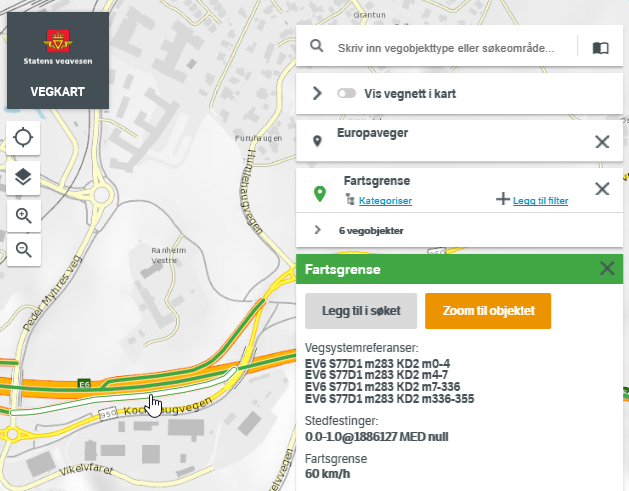 Statens vegvesen
VEGKART
Grantun
Skriv inn vegobjekttype eller søkeområde...
Vis vegnett i kart
Europaveger
Fartsgrense
Kategoriser
Legg til filter
6 vegobjekter
Fartsgrense
Legg til i søket
Zoom til objektet
Vegsystemreferanser:
EV6 S77D1 m283 KD2 m0-4
EV6 S77D1 m283 KD2 m4-7
EV6 S77D1 m283 KD2 m7-336
EV6 S77D1 m283 KD2 m336-355
Stedfestinger:
0.0-1.0@1886127 MED null
Fartsgrense
60 km/h
Furuhaugen
Humlehaugvegen
Ranheim
Vestre
Peder Myhres veg
E6
950
950
Vikelvfaret